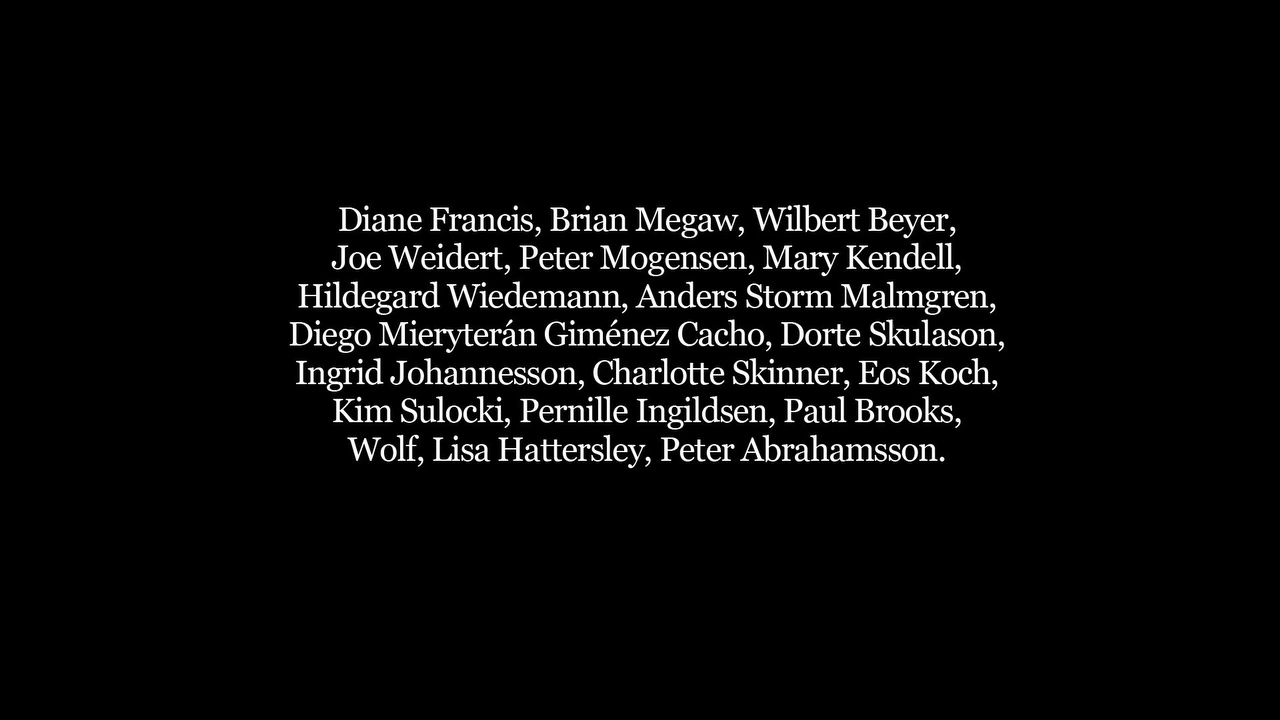 Diane Francis, Brian Megaw, Wilbert Beyer,
Joe Weidert, Peter Mogensen, Mary Kendell,
Hildegard Wiedemann, Anders Storm Malmgren,
Diego Mieryterán Giménez Cacho, Dorte Skulason,
Ingrid Johannesson, Charlotte Skinner, Eos Koch,
Kim Sulocki, Pernille Ingildsen, Paul Brooks,
Wolf, Lisa Hattersley, Peter Abrahamsson.